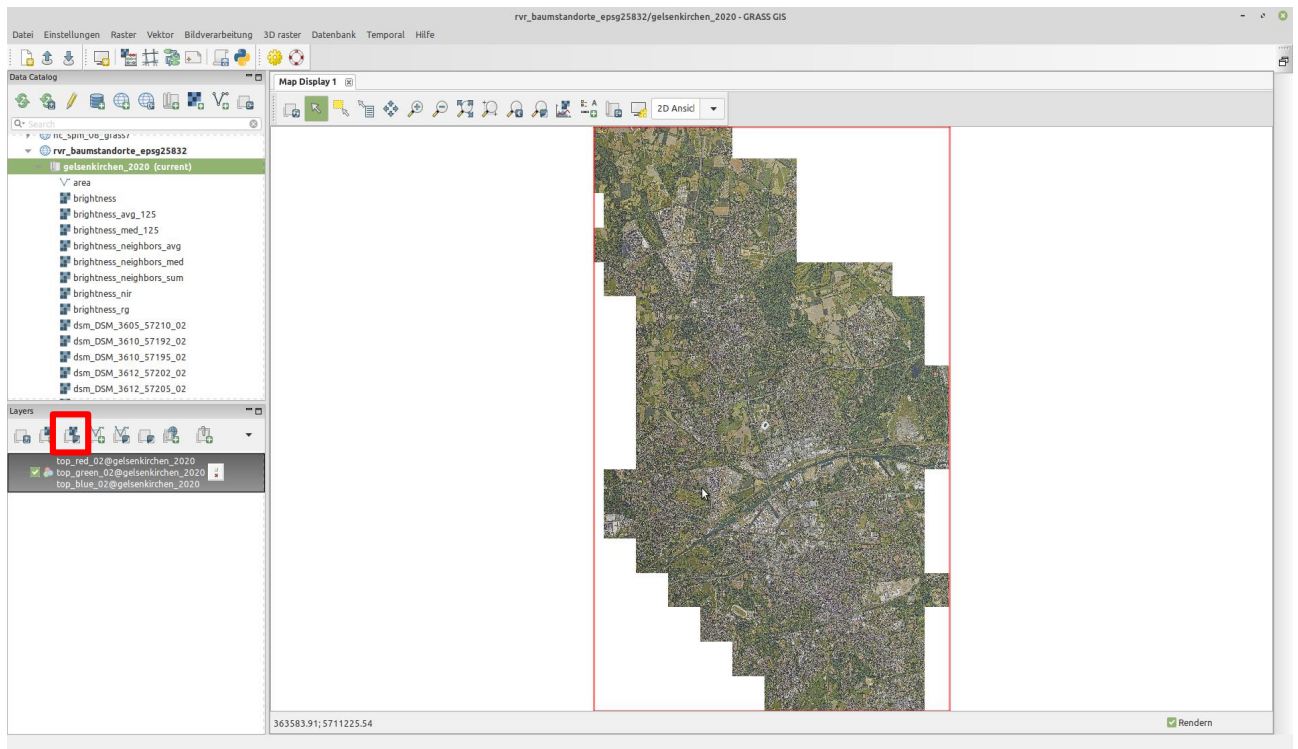 rvr_baumstandorte_epsg25832/gelsenkirchen_2020 - GRASS GIS
Datei Einstellungen Raster Vektor Bildverarbeitung 3D raster Datenbank Temporal Hilfe
Data Catalog
Search
nc_spm_08_grass7
rvr_baumstandorte_epsg25832
gelsenkirchen_2020 (current)
area
brightness
brightness_avg_125
brightness_med_125
brightness_neighbors_avg
brightness_neighbors_med
brightness_neighbors_sum
brightness_nir
brightness_rg
dsm_DSM_3605_57210_02
dsm_DSM_3610_57192_02
dsm_DSM_3610_57195_02
dsm_DSM_3612_57202_02
dsm_DSM_3612_57205_02
Layers
top_red_02@gelsenkirchen_2020
top_green_02@gelsenkirchen_2020
top_blue_02@gelsenkirchen_2020
Map Display 1
2D Ansicl
363583.91; 5711225.54
Rendern